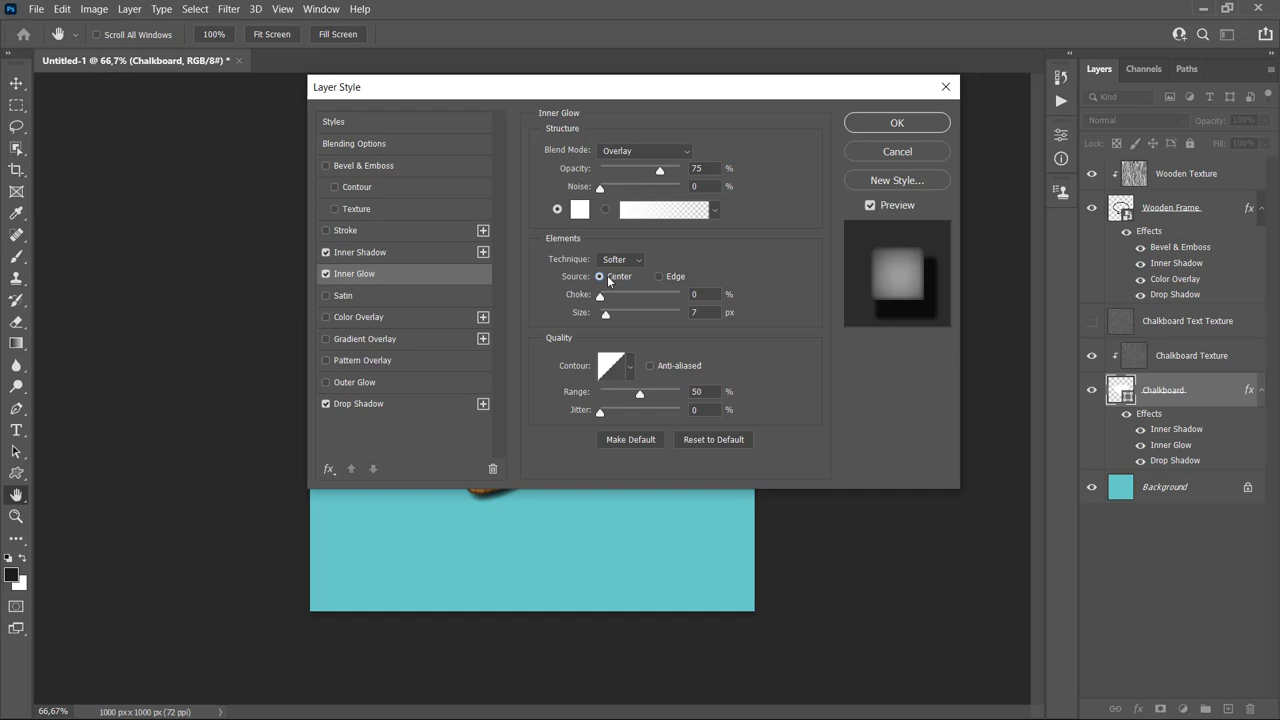 Ps File Edit Image Layer Type Select Filter 3D View Window Help
Scroll All Windows 100% Fit Screen Fill Screen
Untitled-1 @ 66,7% (Chalkboard, RGB/8#) *
Layer Style
Styles
Blending Options
Bevel & Emboss
Contour
Texture
Stroke
Inner Shadow
Inner Glow
Satin
Color Overlay
Gradient Overlay
Pattern Overlay
Outer Glow
Drop Shadow
fx
Inner Glow
Structure
Blend Mode: Overlay
Opacity: 75 %
Noise: 0 %
Elements
Technique: Softer
Source: Center Edge
Choke: 0 %
Size: 7 px
Quality
Contour: Anti-aliased
Range: 50 %
Jitter: 0 %
Make Default Reset to Default
OK
Cancel
New Style...
Preview
Layers Channels Paths
Kind
Normal Opacity: 100%
Lock: Fill: 100%
Wooden Texture
Wooden Frame fx
Effects
Bevel & Emboss
Inner Shadow
Color Overlay
Drop Shadow
Chalkboard Text Texture
Chalkboard Texture
Chalkboard fx
Effects
Inner Shadow
Inner Glow
Drop Shadow
Background
fx
66,67% 1000 px x 1000 px (72 ppi)